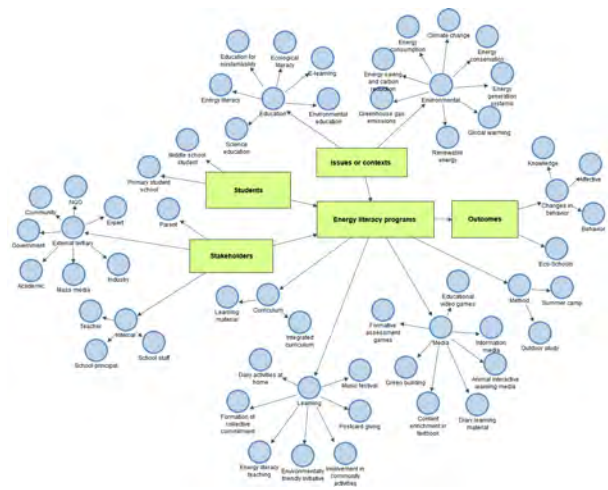 Education for
sustainability
Ecological
literacy
E-learning
Energy literacy
Education
Environmental
education
Science
education
Climate change
Energy
consumption
Energy
conservation
Energy saving
and carbon
reduction
Environmental
Energy
generation
systems
Greenhouse gas
emissions
Global warming
Renewable
energy
Middle school
student
Primary student
school
Students
Issues or contexts
Energy literacy programs
Outcomes
Stakeholders
Knowledge
Affective
Changes in
behavior
Behavior
Eco-Schools
Parent
Community
NGO
Expert
Government
External tertiary
Academic
Mass media
Industry
Teacher
Internal
School principal
School staff
Learning
material
Curriculum
Integrated
curriculum
Educational
video games
Formative
assessment
games
Media
Information
media
Green building
Animal interactive
learning media
Content
enrichment in
textbook
Diary learning
material
Method
Summer camp
Outdoor study
Diary activities at
home
Music festival
Learning
Formation of
collective
commitment
Postcard giving
Energy literacy
teaching
Environmentally
friendly initiative
Involvement in
community
activities